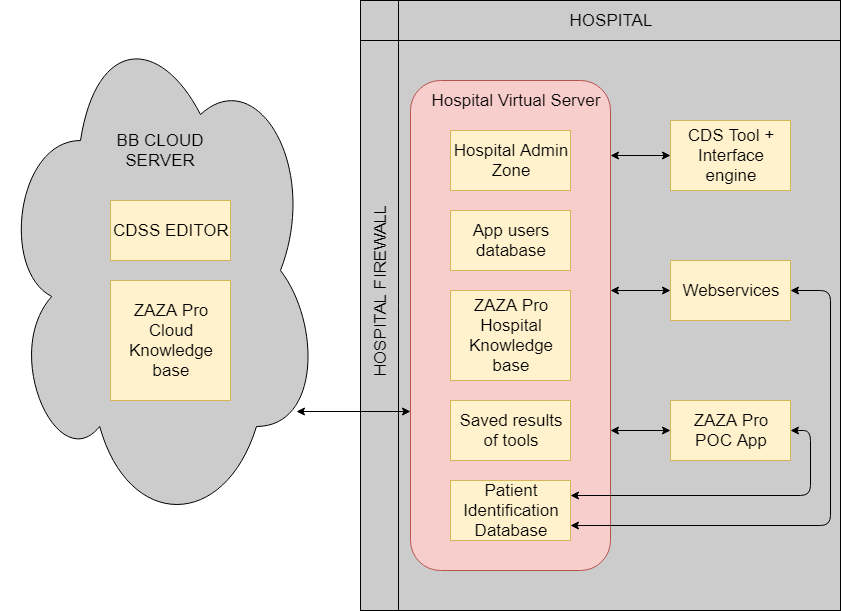 HOSPITAL
HOSPITAL FIREWALL
BB CLOUD
SERVER
CDSS EDITOR
ZAZA Pro
Cloud
Knowledge
base
Hospital Virtual Server
Hospital Admin
Zone
App users
database
ZAZA Pro
Hospital
Knowledge
base
Saved results
of tools
Patient
Identification
Database
CDS Tool +
Interface
engine
Webservices
ZAZA Pro
POC App